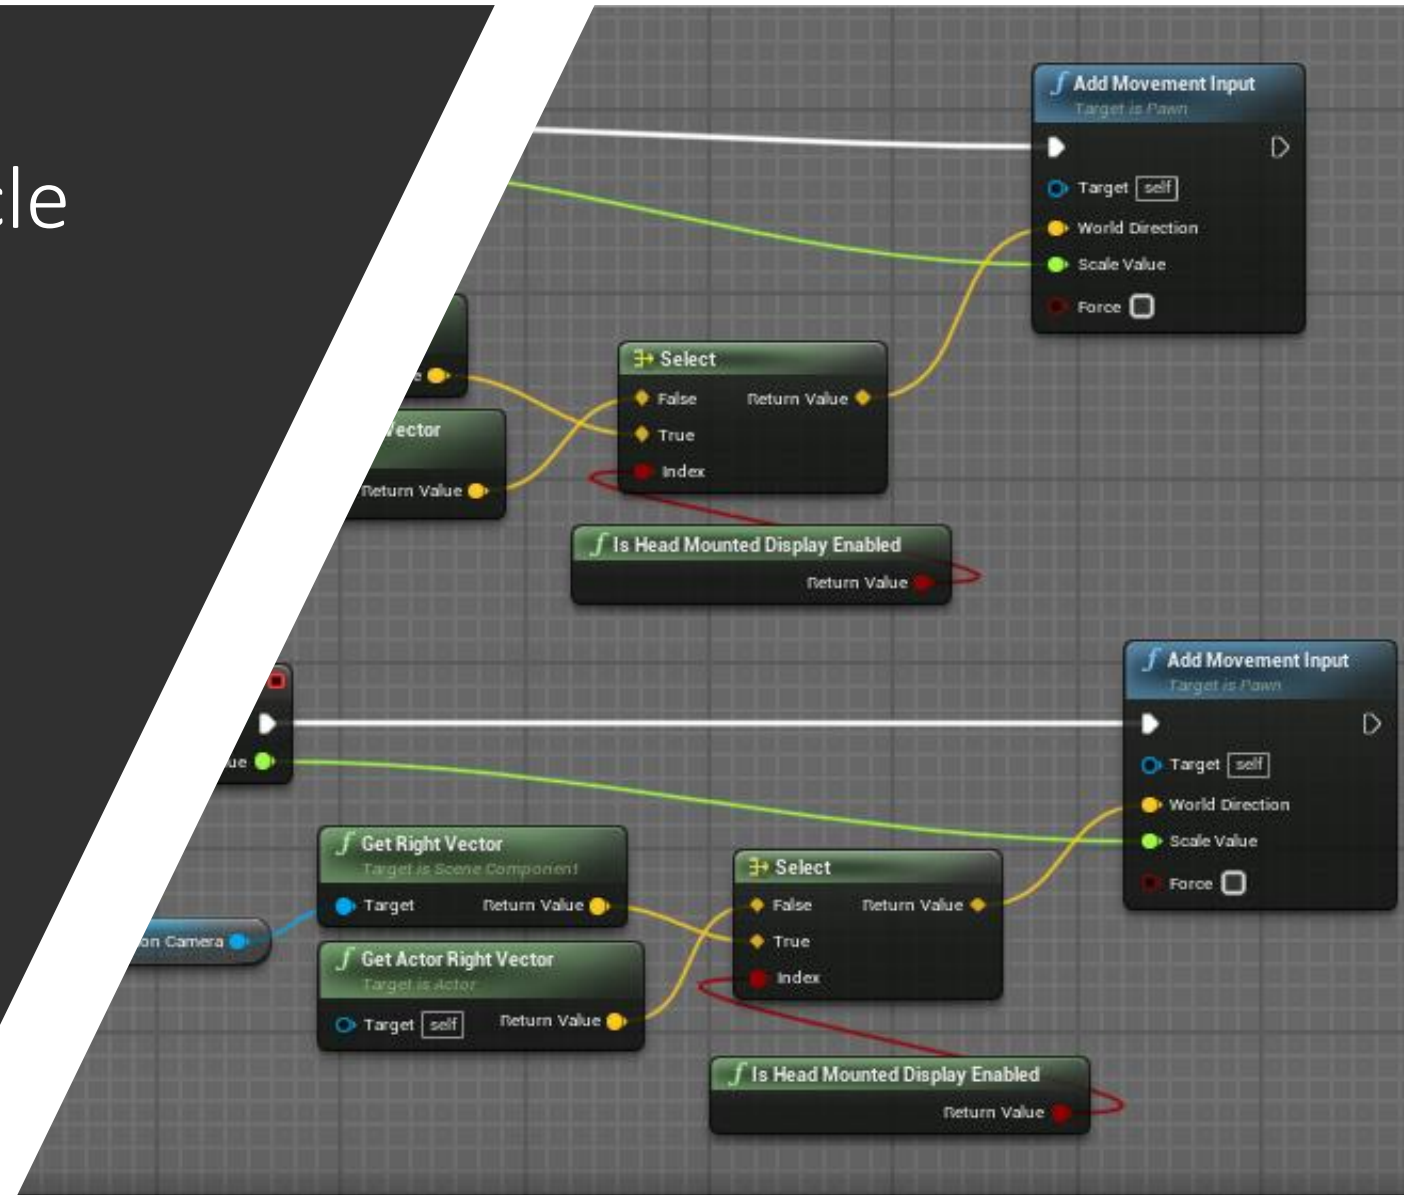 cle
Add Movement Input
Target is Pawn
Target self
World Direction
Scale Value
Force
e
Select
False Return Value
True
Index
Vector
Return Value
Is Head Mounted Display Enabled
Return Value
Add Movement Input
Target is Pawn
Target self
World Direction
Scale Value
Force
ue
Get Right Vector
Target is Scene Component
Target Return Value
on Camera
Get Actor Right Vector
Target is Actor
Target self Return Value
Select
False Return Value
True
Index
Is Head Mounted Display Enabled
Return Value